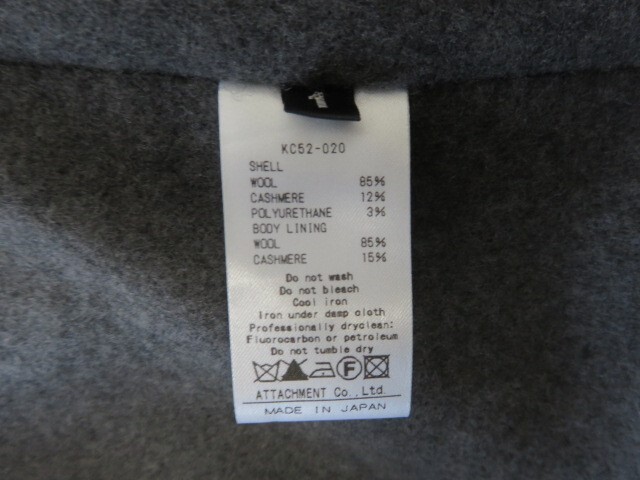 1
KC52-020
SHELL
WOOL 85%
CASHMERE 12%
POLYURETHANE 3%
BODY LINING
WOOL 85%
CASHMERE 15%
Do not wash
Do not bleach
Cool iron
Iron under damp cloth
Professionally dryclean:
Fluorocarbon or petroleum
Do not tumble dry
F
ATTACHMENT Co.,Ltd.
MADE IN JAPAN